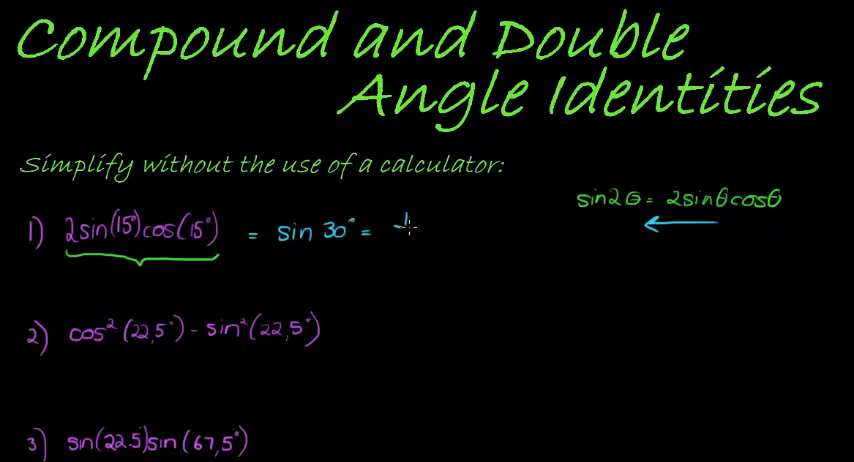 Compound and Double
Angle Identities
Simplify without the use of a calculator:
sin2θ = 2sinθcosθ
1) 2sin(15°)cos(15°) = sin 30° =
2) cos²(22,5°) - sin²(22,5°)
3) sin(22.5)sin(67,5°)